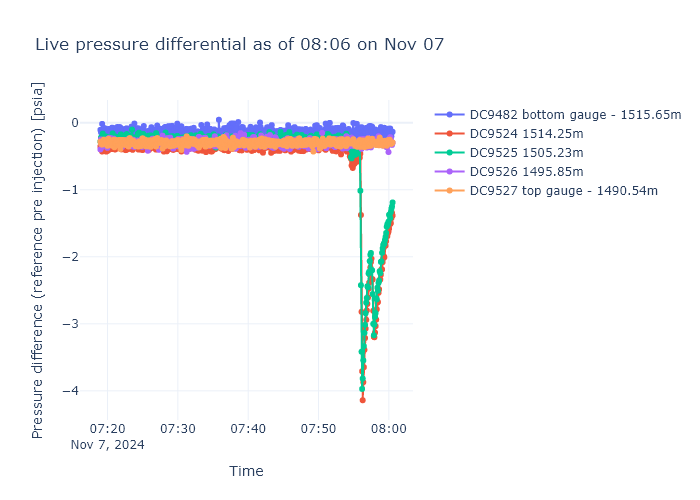 Live pressure differential as of 08:06 on Nov 07
Pressure difference (reference pre injection) [psia]
0
−1
−2
−3
−4
07:20
07:30
07:40
07:50
08:00
Nov 7, 2024
Time
DC9482 bottom gauge - 1515.65m
DC9524 1514.25m
DC9525 1505.23m
DC9526 1495.85m
DC9527 top gauge - 1490.54m